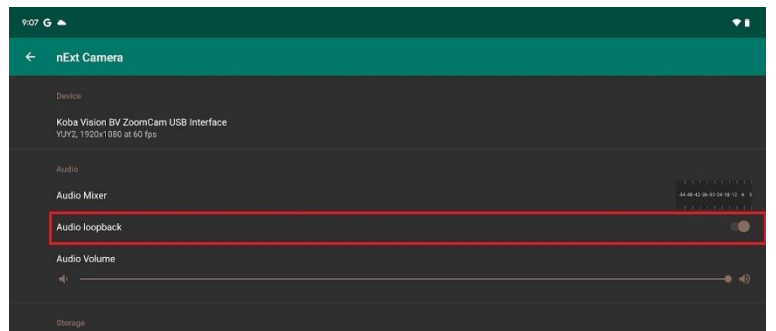 9:07 G
nExt Camera
Device
Koba Vision BV ZoomCam USB Interface
YUY2, 1920x1080 at 60 fps
Audio
Audio Mixer
Audio loopback
Audio Volume
Storage